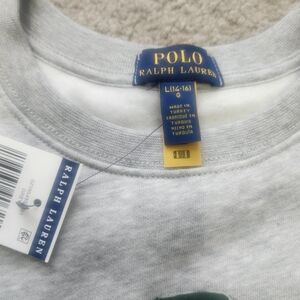 POLO
RALPH LAUREN
L(14-16)
G
MADE IN
TURKEY
FABRIQUÉ EN
TURQUIE
HECHO EN
TURQUÍA
RALPH LAUREN